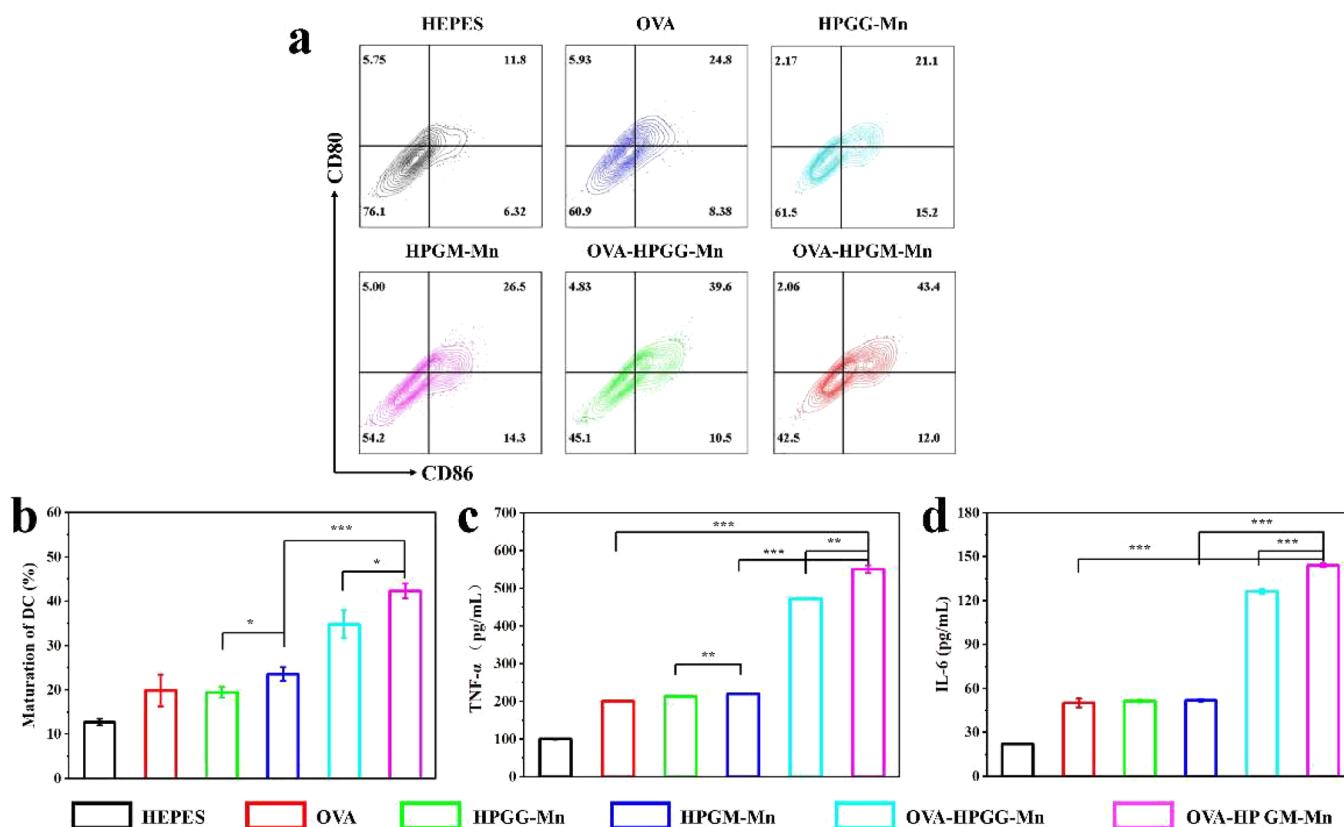 a
HEPES OVA HPGG-Mn
5.75 11.8 5.93 24.8 2.17 21.1
CD80
76.1 6.32 60.9 8.38 61.5 15.2
HPGM-Mn OVA-HPGG-Mn OVA-HPGM-Mn
5.00 26.5 4.83 39.6 2.06 43.4
54.2 14.3 45.1 10.5 42.5 12.0
CD86
b
Maturation of DC (%)
60
50
40
30
20
10
0
*
***
*
c
TNF-α (pg/mL)
700
600
500
400
300
200
100
0
***
***
**
**
d
IL-6 (pg/mL)
180
150
120
90
60
30
0
***
***
***
HEPES OVA HPGG-Mn HPGM-Mn OVA-HPGG-Mn OVA-HP GM-Mn